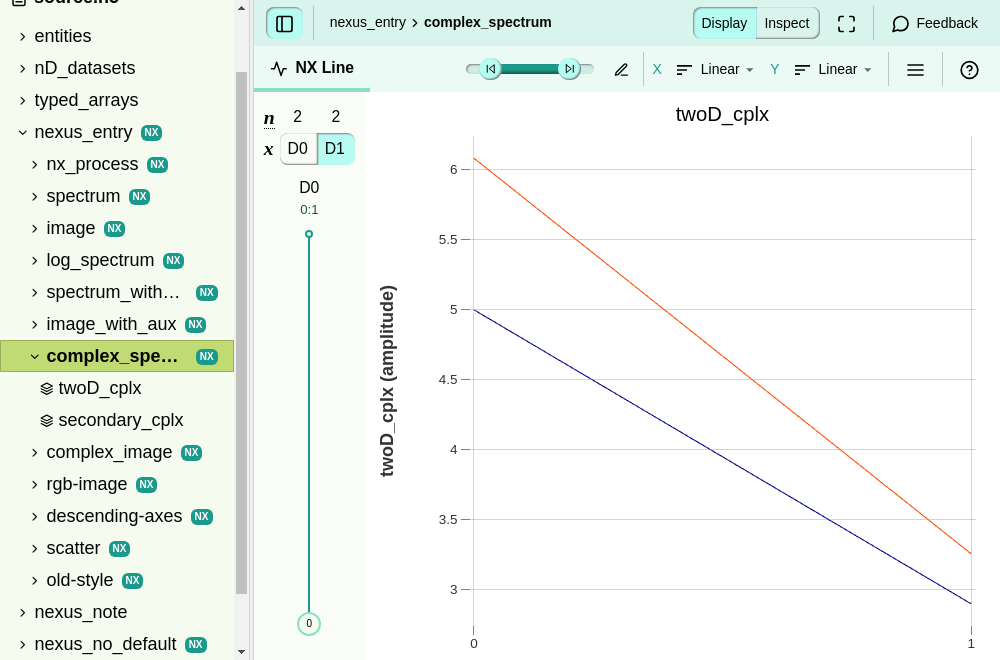 source.h5
entities
nD_datasets
typed_arrays
nexus_entry NX
nx_process NX
spectrum NX
image NX
log_spectrum NX
spectrum_with… NX
image_with_aux NX
complex_spe… NX
twoD_cplx
secondary_cplx
complex_image NX
rgb-image NX
descending-axes NX
scatter NX
old-style NX
nexus_note
nexus_no_default NX
nexus_entry › complex_spectrum
Display Inspect
Feedback
NX Line
X Linear
Y Linear
n 2 2
x D0 D1
D0
0:1
0
twoD_cplx
twoD_cplx (amplitude)
6
5.5
5
4.5
4
3.5
3
0 1